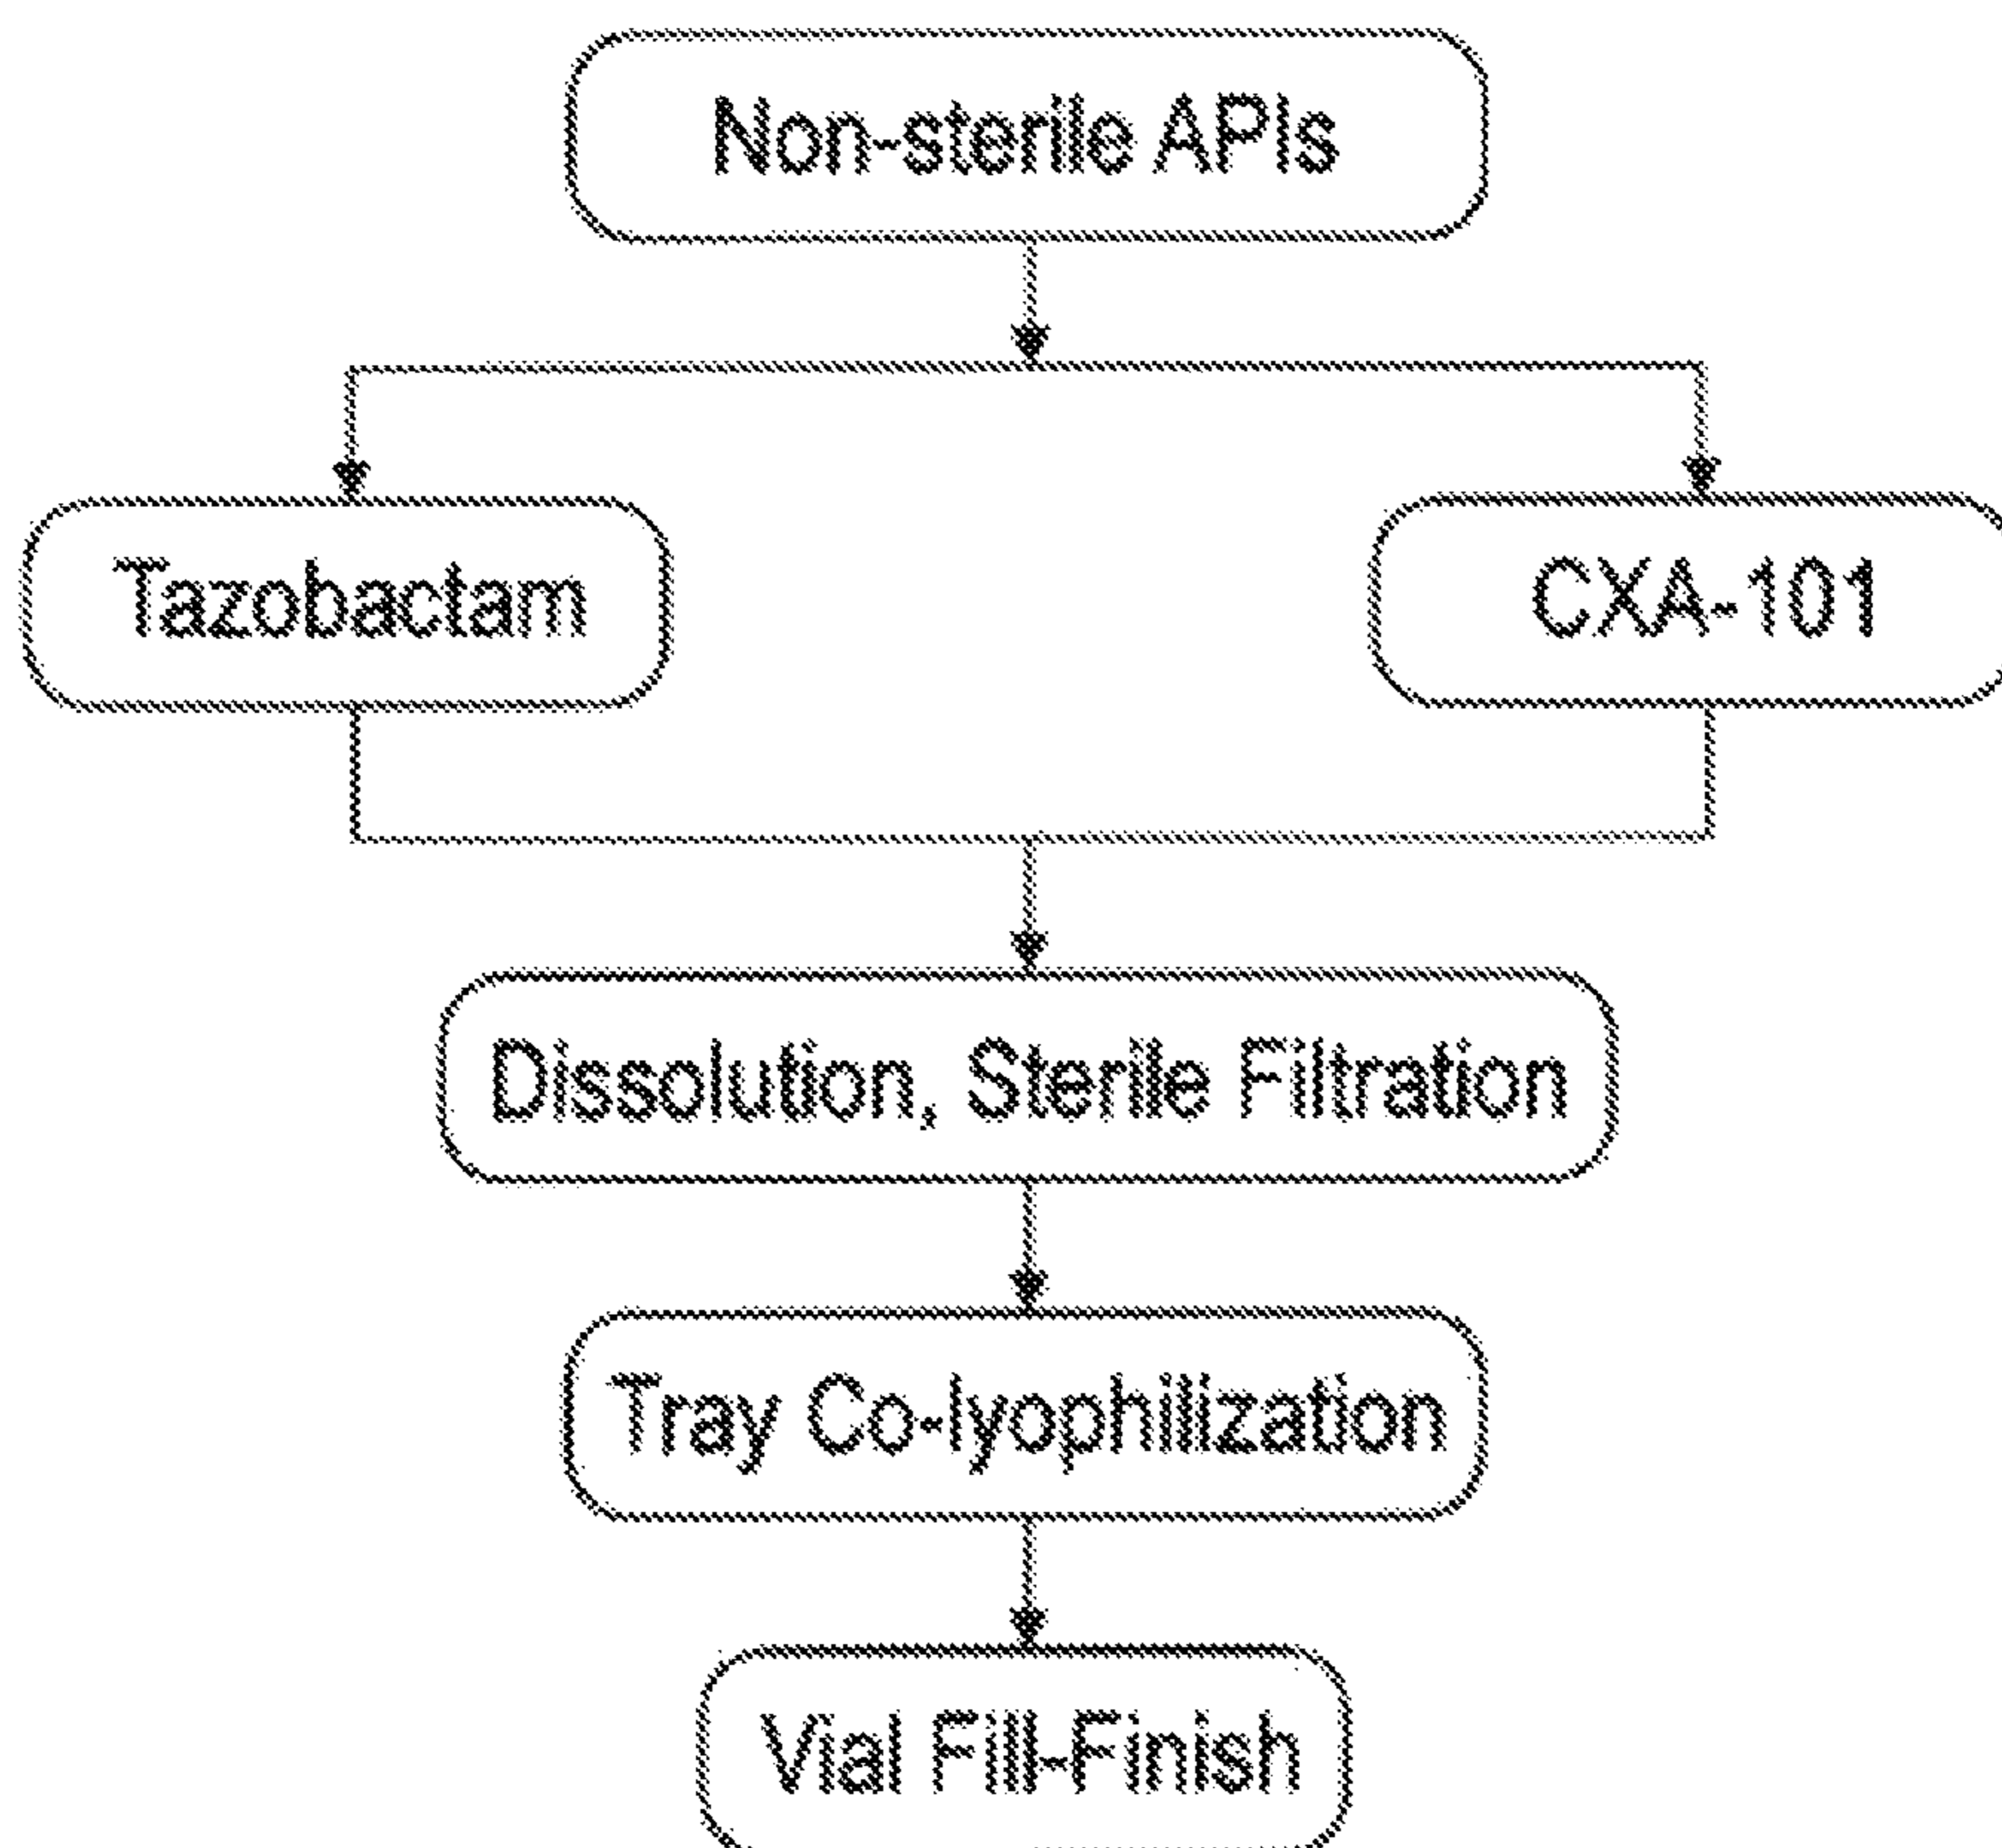 Non-sterile APIs
Tazobactam
CXA-101
Dissolution, Sterile Filtration
Tray Co-lyophilization
Vial Fill-Finish